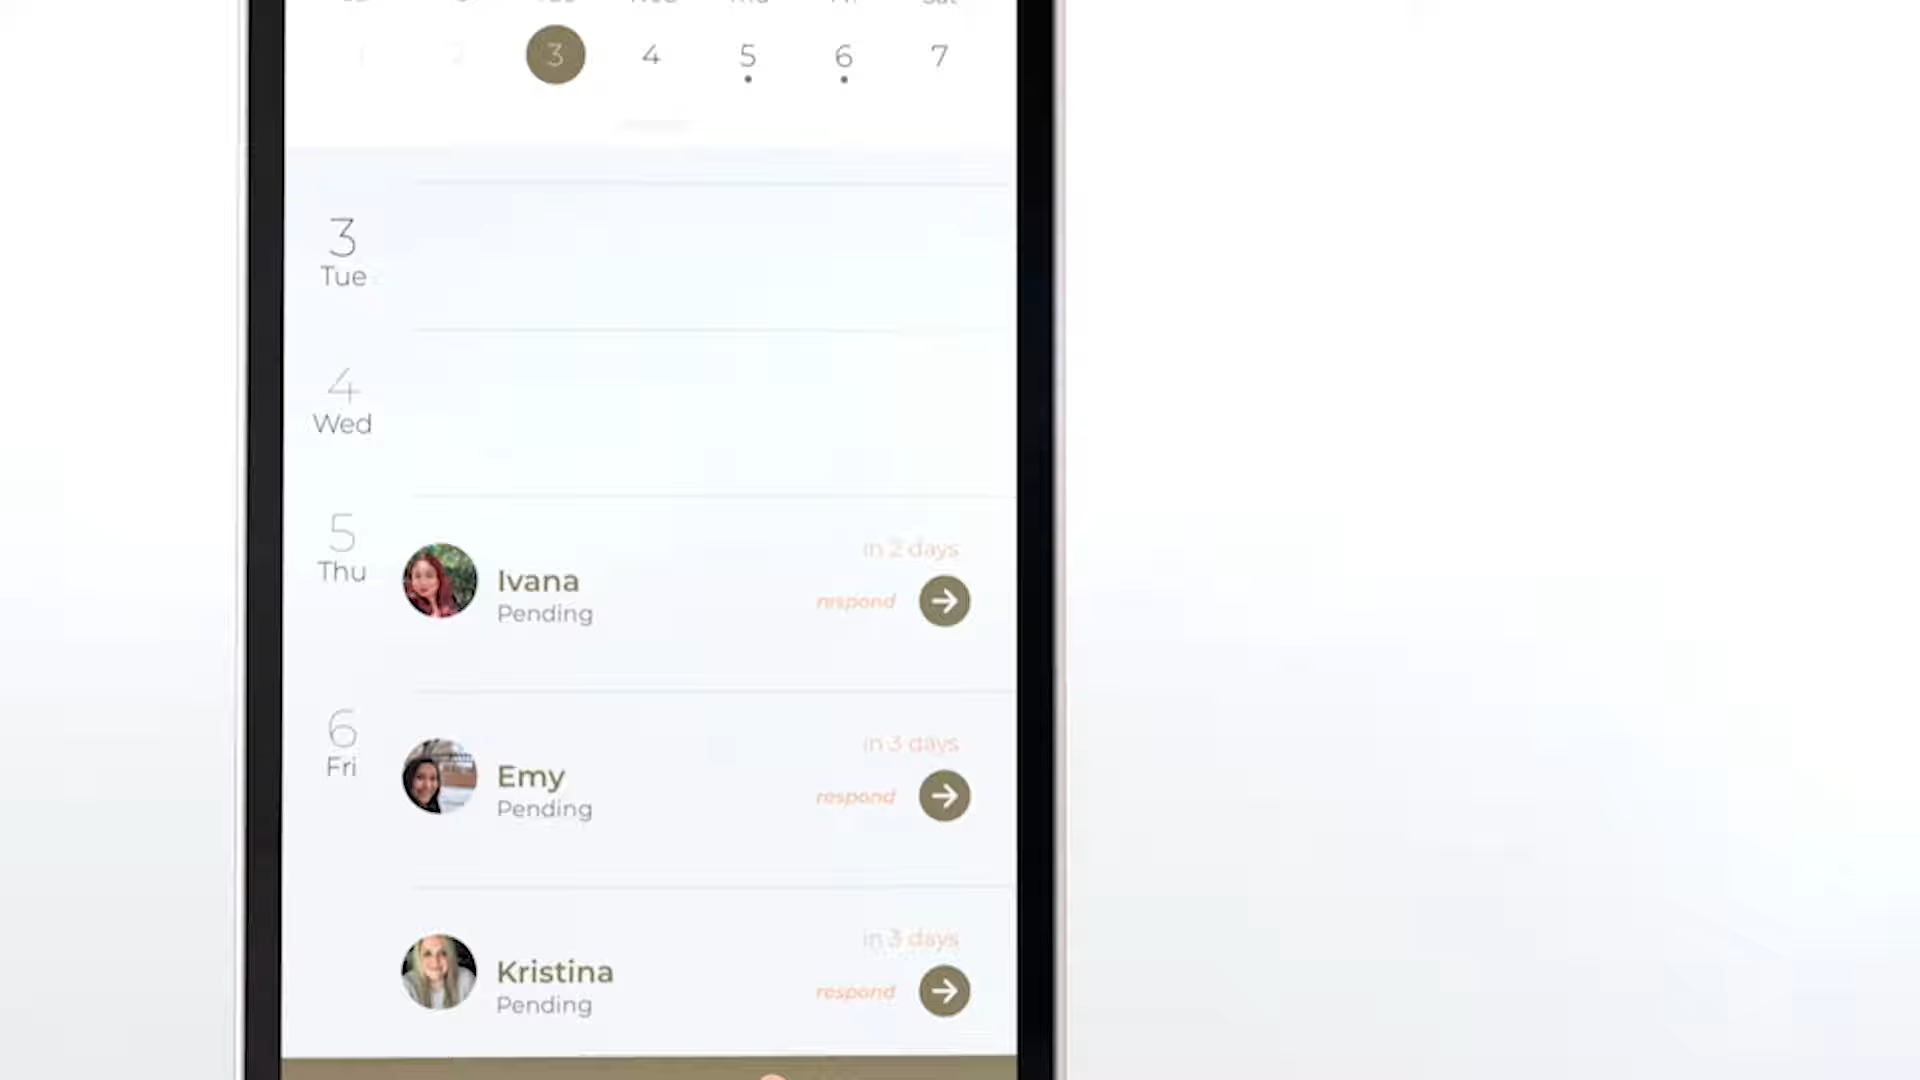 3 4 5 6 7
3
Tue
4
Wed
5
Thu
in 2 days
Ivana
respond
Pending
6
Fri
in 3 days
Emy
respond
Pending
in 3 days
Kristina
respond
Pending